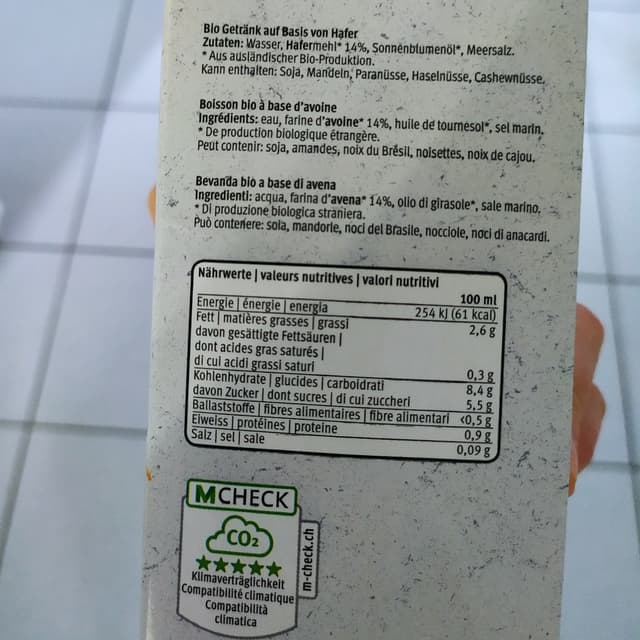 Bio Getränk auf Basis von Hafer
Zutaten: Wasser, Hafermehl* 14%, Sonnenblumenöl*, Meersalz.
* Aus ausländischer Bio-Produktion.
Kann enthalten: Soja, Mandeln, Paranüsse, Haselnüsse, Cashewnüsse.
Boisson bio à base d'avoine
Ingrédients: eau, farine d'avoine* 14%, huile de tournesol*, sel marin.
* De production biologique étrangère.
Peut contenir: soja, amandes, noix du Brésil, noisettes, noix de cajou.
Bevanda bio a base di avena
Ingredienti: acqua, farina d'avena* 14%, olio di girasole*, sale marino.
* Di produzione biologica straniera.
Può contenere: soia, mandorle, noci del Brasile, nocciole, noci di anacardi.
Nährwerte | valeurs nutritives | valori nutritivi
100 ml
Energie | énergie | energia 254 kJ (61 kcal)
Fett | matières grasses | grassi 2,6 g
davon gesättigte Fettsäuren |
dont acides gras saturés |
di cui acidi grassi saturi 0,3 g
Kohlenhydrate | glucides | carboidrati 8,4 g
davon Zucker | dont sucres | di cui zuccheri 5,5 g
Ballaststoffe | fibres alimentaires | fibre alimentari <0,5 g
Eiweiss | protéines | proteine 0,9 g
Salz | sel | sale 0,09 g
MCHECK
CO₂
Klimaverträglichkeit
Compatibilité climatique
Compatibilità
climatica
m-check.ch